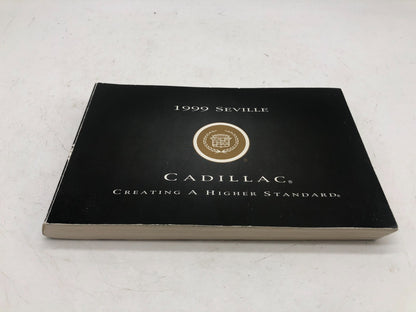 1999 SEVILLE
CADILLAC®
CREATING A HIGHER STANDARD®